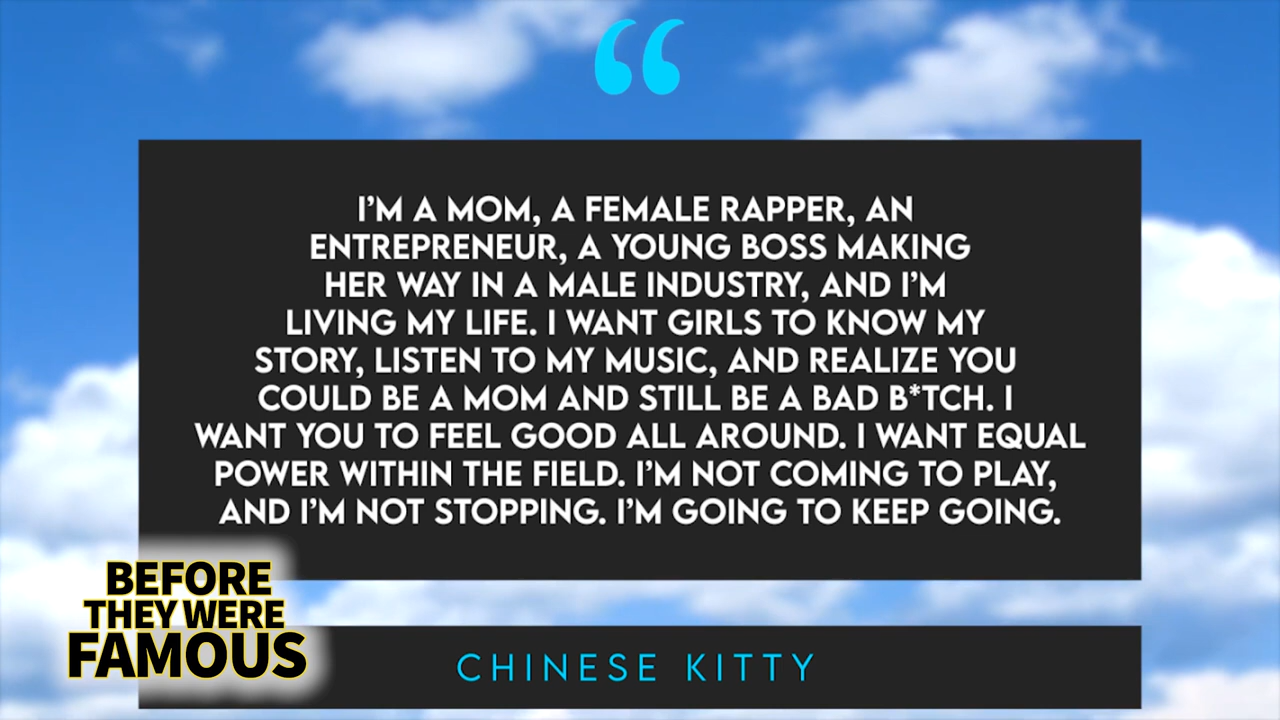 “
I’M A MOM, A FEMALE RAPPER, AN
ENTREPRENEUR, A YOUNG BOSS MAKING
HER WAY IN A MALE INDUSTRY, AND I’M
LIVING MY LIFE. I WANT GIRLS TO KNOW MY
STORY, LISTEN TO MY MUSIC, AND REALIZE YOU
COULD BE A MOM AND STILL BE A BAD B*TCH. I
WANT YOU TO FEEL GOOD ALL AROUND. I WANT EQUAL
POWER WITHIN THE FIELD. I’M NOT COMING TO PLAY,
AND I’M NOT STOPPING. I’M GOING TO KEEP GOING.
BEFORE
THEY WERE
FAMOUS
CHINESE KITTY